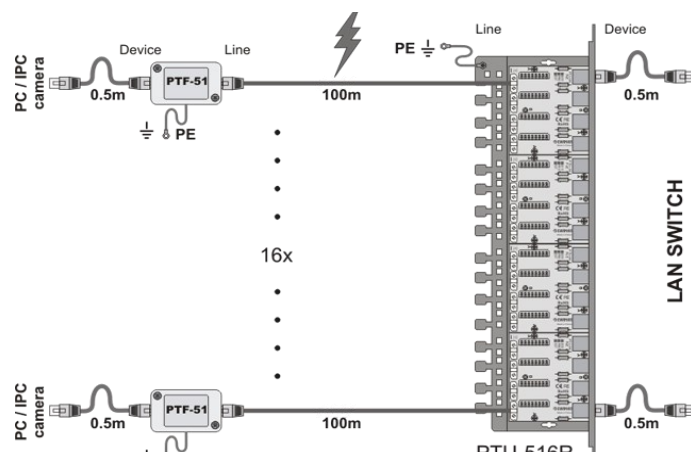 Device
Line
PE
Line
Device
PC / IPC
camera
0.5m
PTF-51
100m
0.5m
PE
16x
LAN SWITCH
PC / IPC
camera
0.5m
PTF-51
100m
0.5m